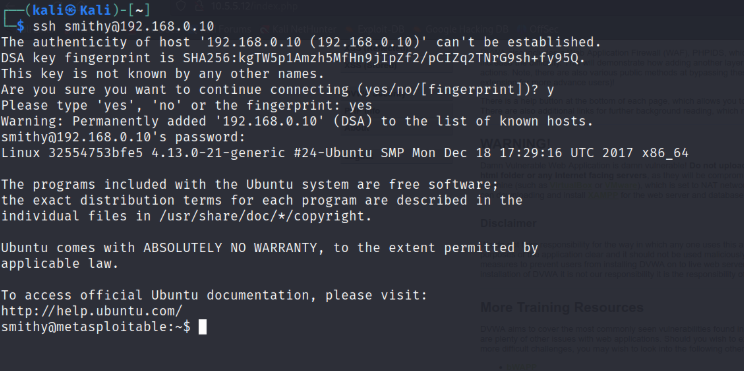 ┌──(kali㉿Kali)-[~]
└─$ ssh smithy@192.168.0.10
The authenticity of host '192.168.0.10 (192.168.0.10)' can't be established.
DSA key fingerprint is SHA256:kgTW5p1Amzh5MfHn9jIpZf2/pCIZq2TNrG9sh+fy95Q.
This key is not known by any other names.
Are you sure you want to continue connecting (yes/no/[fingerprint])? y
Please type 'yes', 'no' or the fingerprint: yes
Warning: Permanently added '192.168.0.10' (DSA) to the list of known hosts.
smithy@192.168.0.10's password:
Linux 32554753bfe5 4.13.0-21-generic #24-Ubuntu SMP Mon Dec 18 17:29:16 UTC 2017 x86_64
The programs included with the Ubuntu system are free software;
the exact distribution terms for each program are described in the
individual files in /usr/share/doc/*/copyright.
Ubuntu comes with ABSOLUTELY NO WARRANTY, to the extent permitted by
applicable law.
To access official Ubuntu documentation, please visit:
http://help.ubuntu.com/
smithy@metasploitable:~$
WARNING!
Disclaimer
More Training Resources